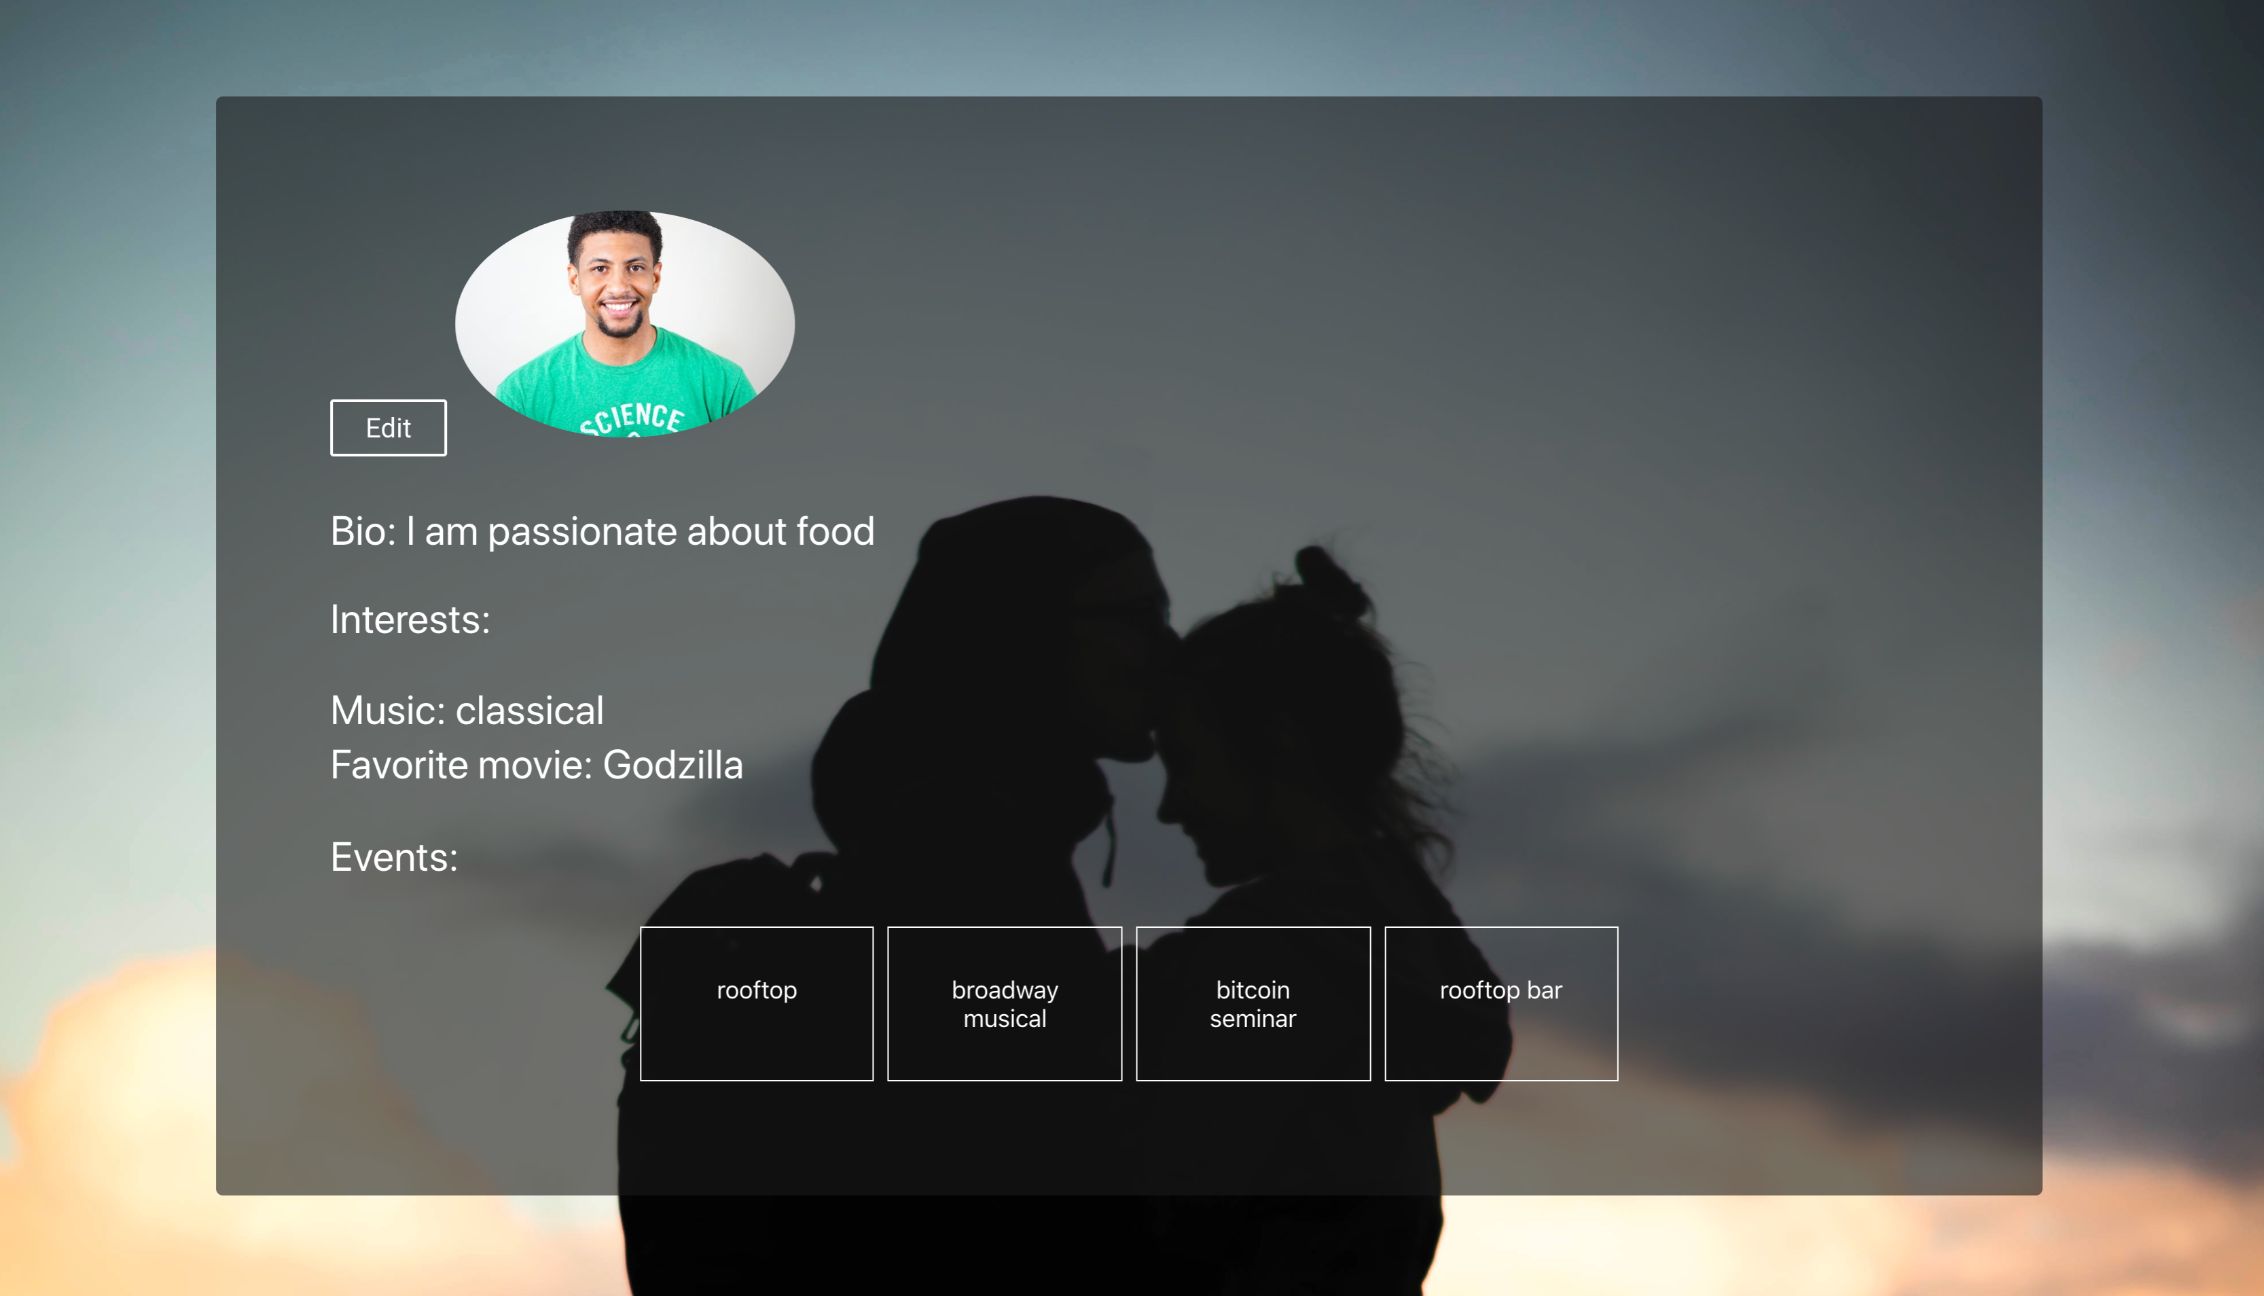 SCIENCE
Edit
Bio: I am passionate about food
Interests:
Music: classical
Favorite movie: Godzilla
Events:
rooftop
broadway
musical
bitcoin
seminar
rooftop bar